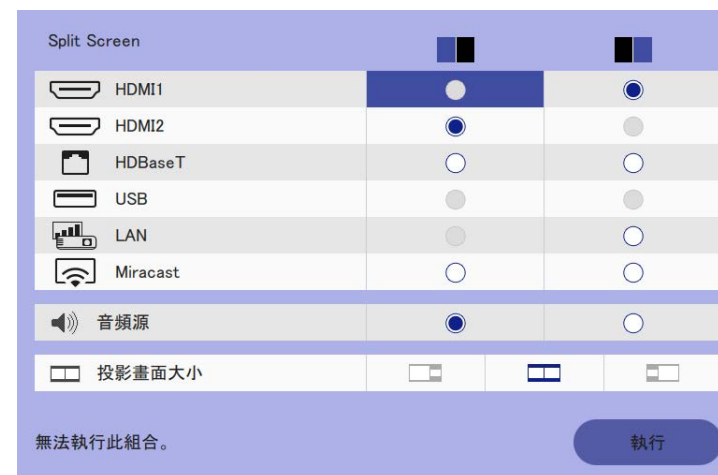 Split Screen
HDMI1
HDMI2
HDBaseT
USB
LAN
Miracast
音頻源
投影畫面大小
無法執行此組合。
執行